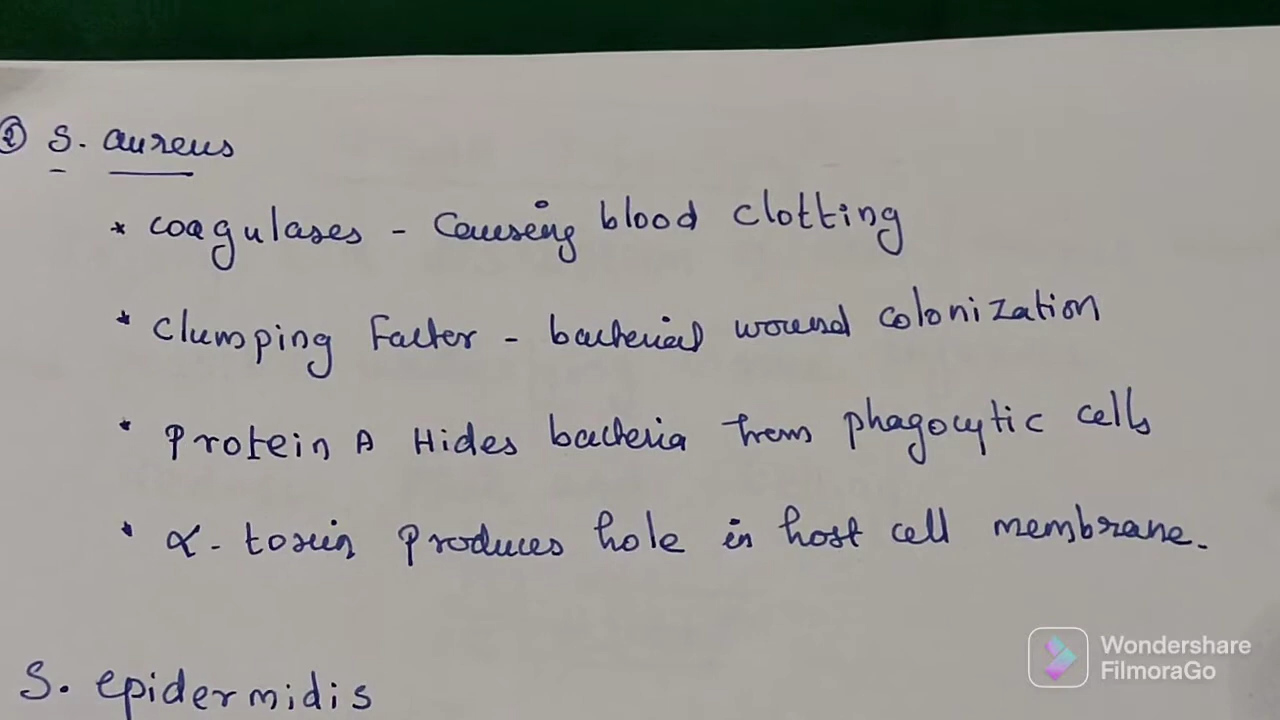 ② S. aureus
* coagulases - Causing blood clotting
* Clumping Factor - bacterial wound colonization
* Protein A Hides bacteria from phagocytic cells
* α- toxin produces hole in host cell membrane.
S. epidermidis
Wondershare
FilmoraGo